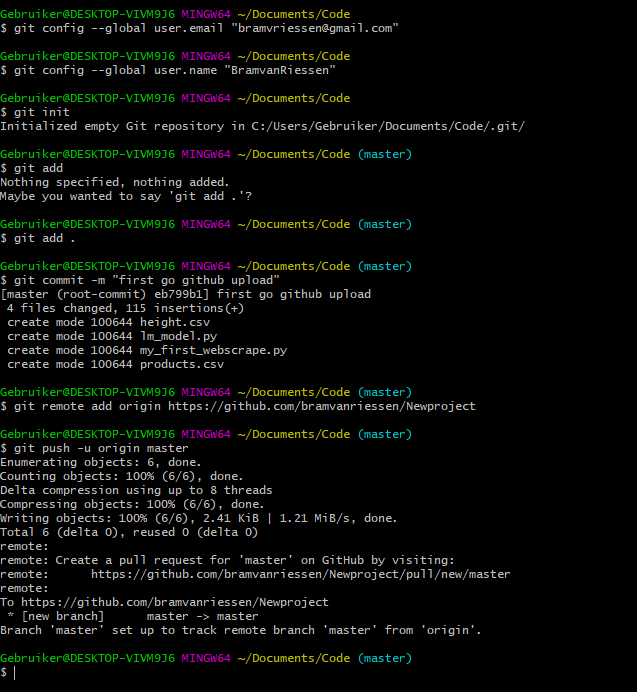 Gebruiker@DESKTOP-VIVM9J6 MINGW64 ~/Documents/Code
$ git config --global user.email "bramvriessen@gmail.com"
Gebruiker@DESKTOP-VIVM9J6 MINGW64 ~/Documents/Code
$ git config --global user.name "BramvanRiessen"
Gebruiker@DESKTOP-VIVM9J6 MINGW64 ~/Documents/Code
$ git init
Initialized empty Git repository in C:/Users/Gebruiker/Documents/Code/.git/
Gebruiker@DESKTOP-VIVM9J6 MINGW64 ~/Documents/Code (master)
$ git add
Nothing specified, nothing added.
Maybe you wanted to say 'git add .'?
Gebruiker@DESKTOP-VIVM9J6 MINGW64 ~/Documents/Code (master)
$ git add .
Gebruiker@DESKTOP-VIVM9J6 MINGW64 ~/Documents/Code (master)
$ git commit -m "first go github upload"
[master (root-commit) eb799b1] first go github upload
 4 files changed, 115 insertions(+)
 create mode 100644 height.csv
 create mode 100644 lm_model.py
 create mode 100644 my_first_webscrape.py
 create mode 100644 products.csv
Gebruiker@DESKTOP-VIVM9J6 MINGW64 ~/Documents/Code (master)
$ git remote add origin https://github.com/bramvanriessen/Newproject
Gebruiker@DESKTOP-VIVM9J6 MINGW64 ~/Documents/Code (master)
$ git push -u origin master
Enumerating objects: 6, done.
Counting objects: 100% (6/6), done.
Delta compression using up to 8 threads
Compressing objects: 100% (6/6), done.
Writing objects: 100% (6/6), 2.41 KiB | 1.21 MiB/s, done.
Total 6 (delta 0), reused 0 (delta 0)
remote:
remote: Create a pull request for 'master' on GitHub by visiting:
remote:      https://github.com/bramvanriessen/Newproject/pull/new/master
remote:
To https://github.com/bramvanriessen/Newproject
 * [new branch]      master -> master
Branch 'master' set up to track remote branch 'master' from 'origin'.
Gebruiker@DESKTOP-VIVM9J6 MINGW64 ~/Documents/Code (master)
$